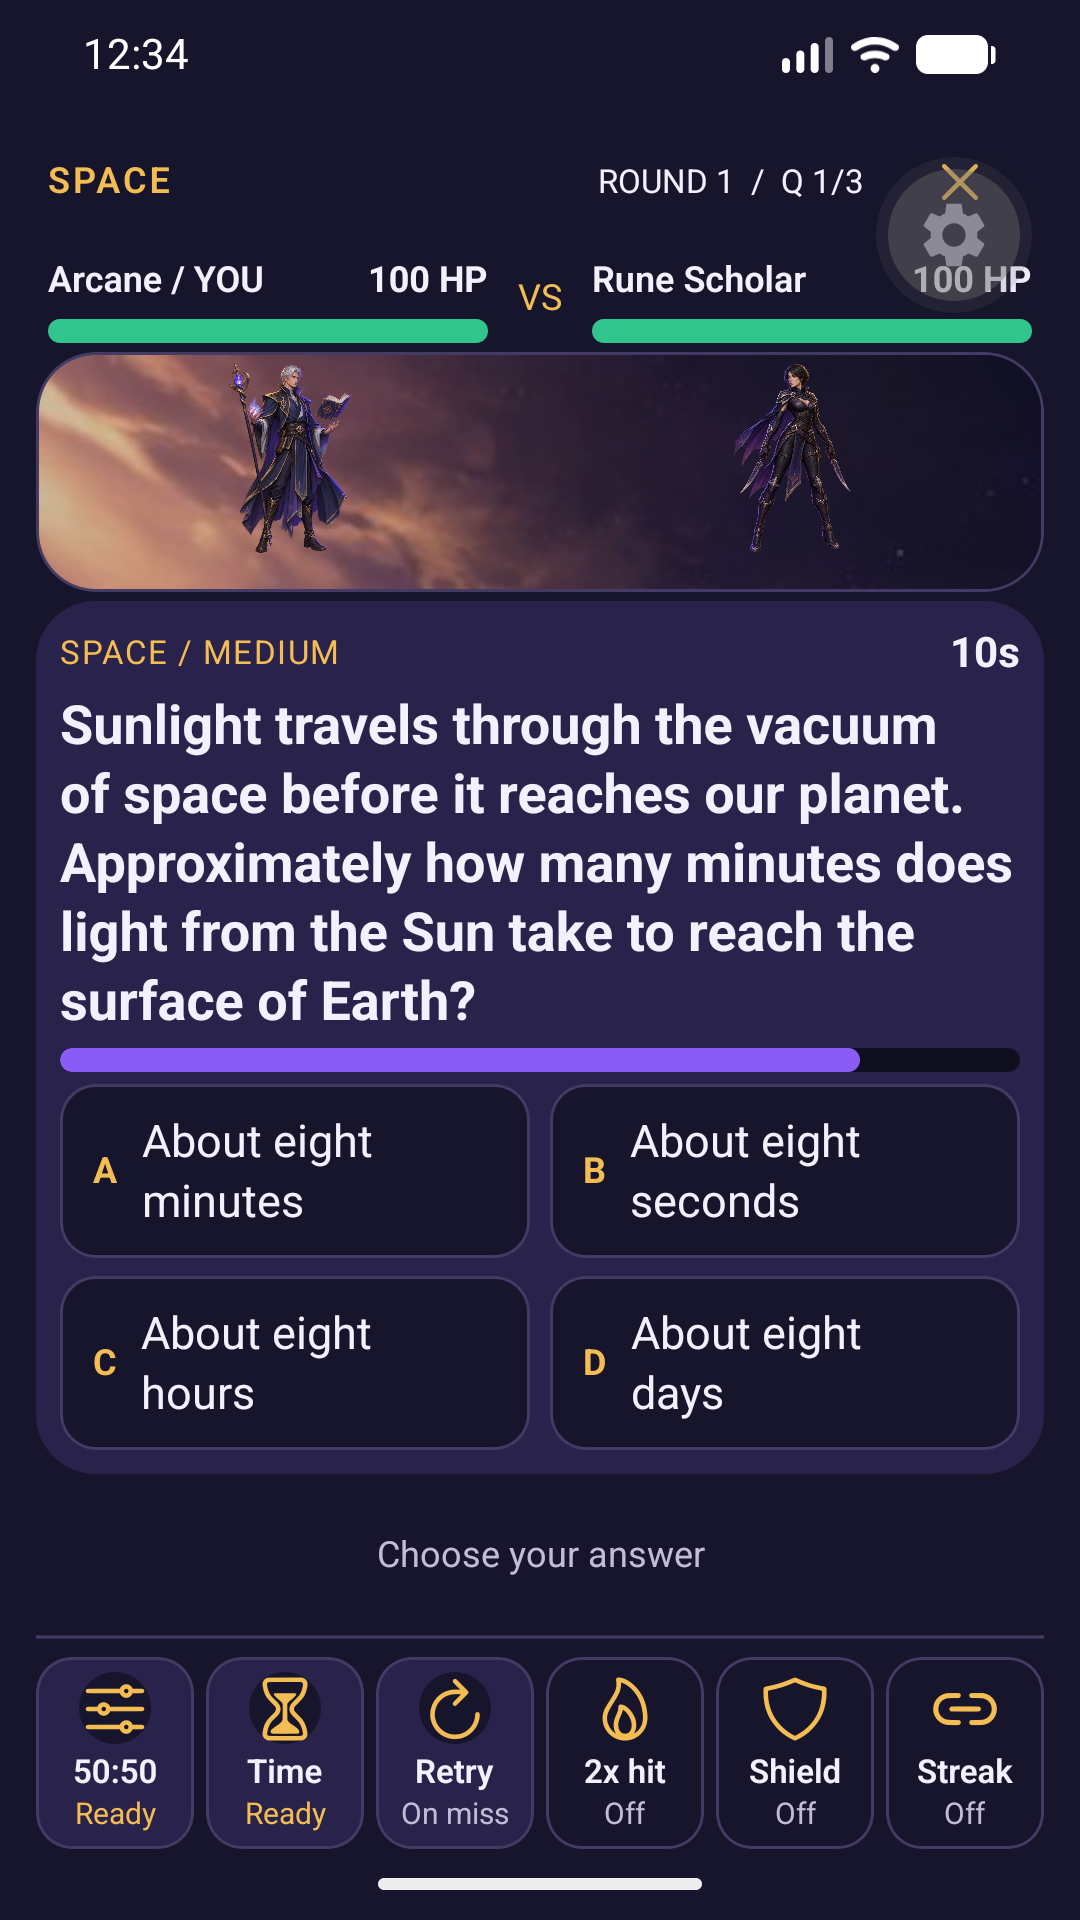 12:34
SPACE
ROUND 1 / Q 1/3
Arcane / YOU
100 HP
VS
Rune Scholar
100 HP
SPACE / MEDIUM
10s
Sunlight travels through the vacuum
of space before it reaches our planet.
Approximately how many minutes does
light from the Sun take to reach the
surface of Earth?
A
About eight
minutes
B
About eight
seconds
C
About eight
hours
D
About eight
days
Choose your answer
50:50
Ready
Time
Ready
Retry
On miss
2x hit
Off
Shield
Off
Streak
Off